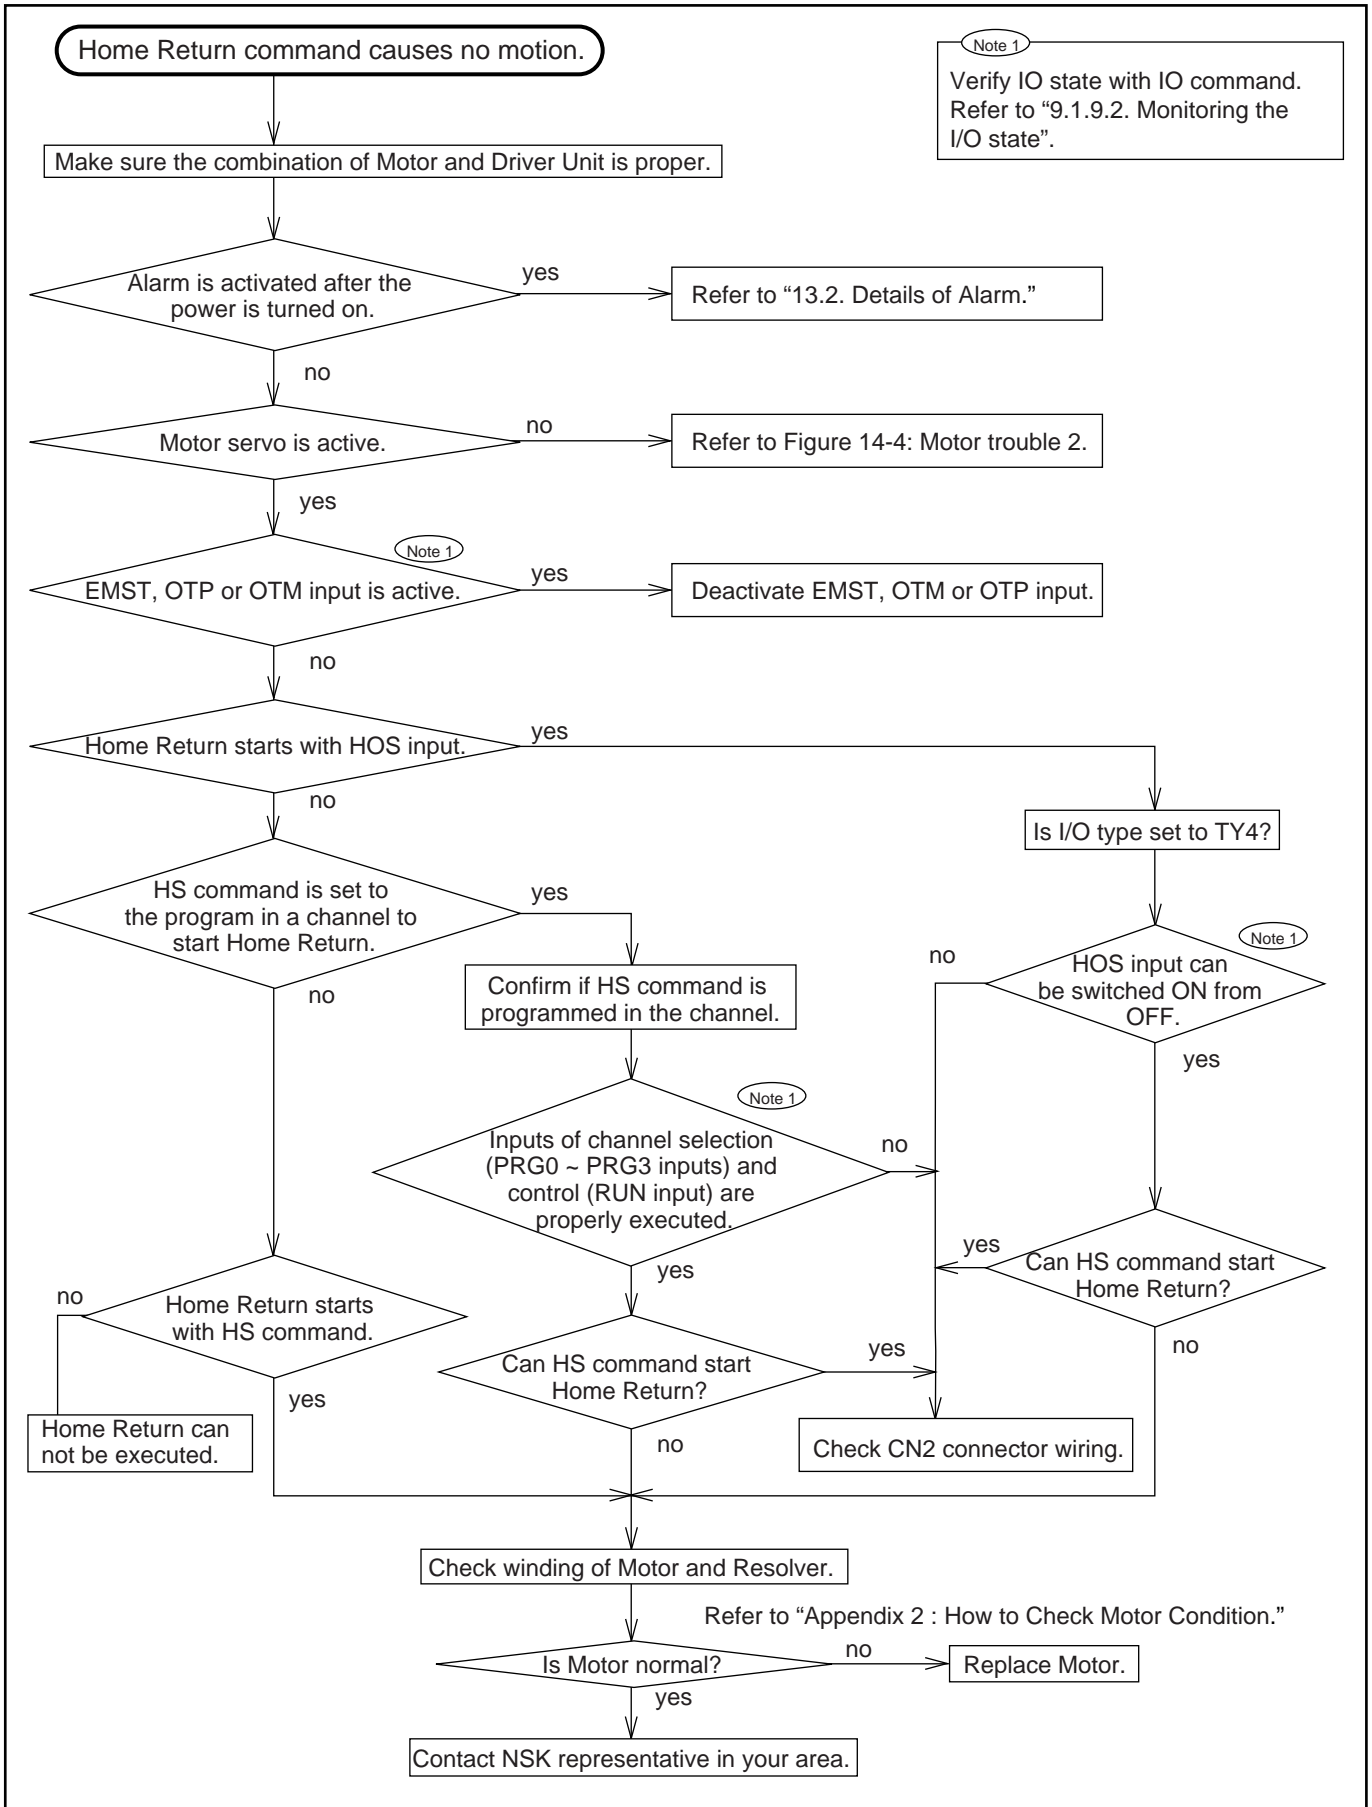 Home Return command causes no motion.
Note 1
Verify IO state with IO command.
Refer to “9.1.9.2. Monitoring the
I/O state”.
Make sure the combination of Motor and Driver Unit is proper.
Alarm is activated after the
power is turned on.
yes
Refer to “13.2. Details of Alarm.”
no
Motor servo is active.
no
Refer to Figure 14-4: Motor trouble 2.
yes
Note 1
EMST, OTP or OTM input is active.
yes
Deactivate EMST, OTM or OTP input.
no
Home Return starts with HOS input.
yes
no
Is I/O type set to TY4?
HS command is set to
the program in a channel to
start Home Return.
yes
no
Note 1
HOS input can
be switched ON from
OFF.
no
yes
Confirm if HS command is
programmed in the channel.
Note 1
Inputs of channel selection
(PRG0 ~ PRG3 inputs) and
control (RUN input) are
properly executed.
no
yes
yes
Can HS command start
Home Return?
no
no
Home Return starts
with HS command.
yes
Can HS command start
Home Return?
yes
no
Home Return can
not be executed.
Check CN2 connector wiring.
Check winding of Motor and Resolver.
Refer to “Appendix 2 : How to Check Motor Condition.”
Is Motor normal?
no
Replace Motor.
yes
Contact NSK representative in your area.